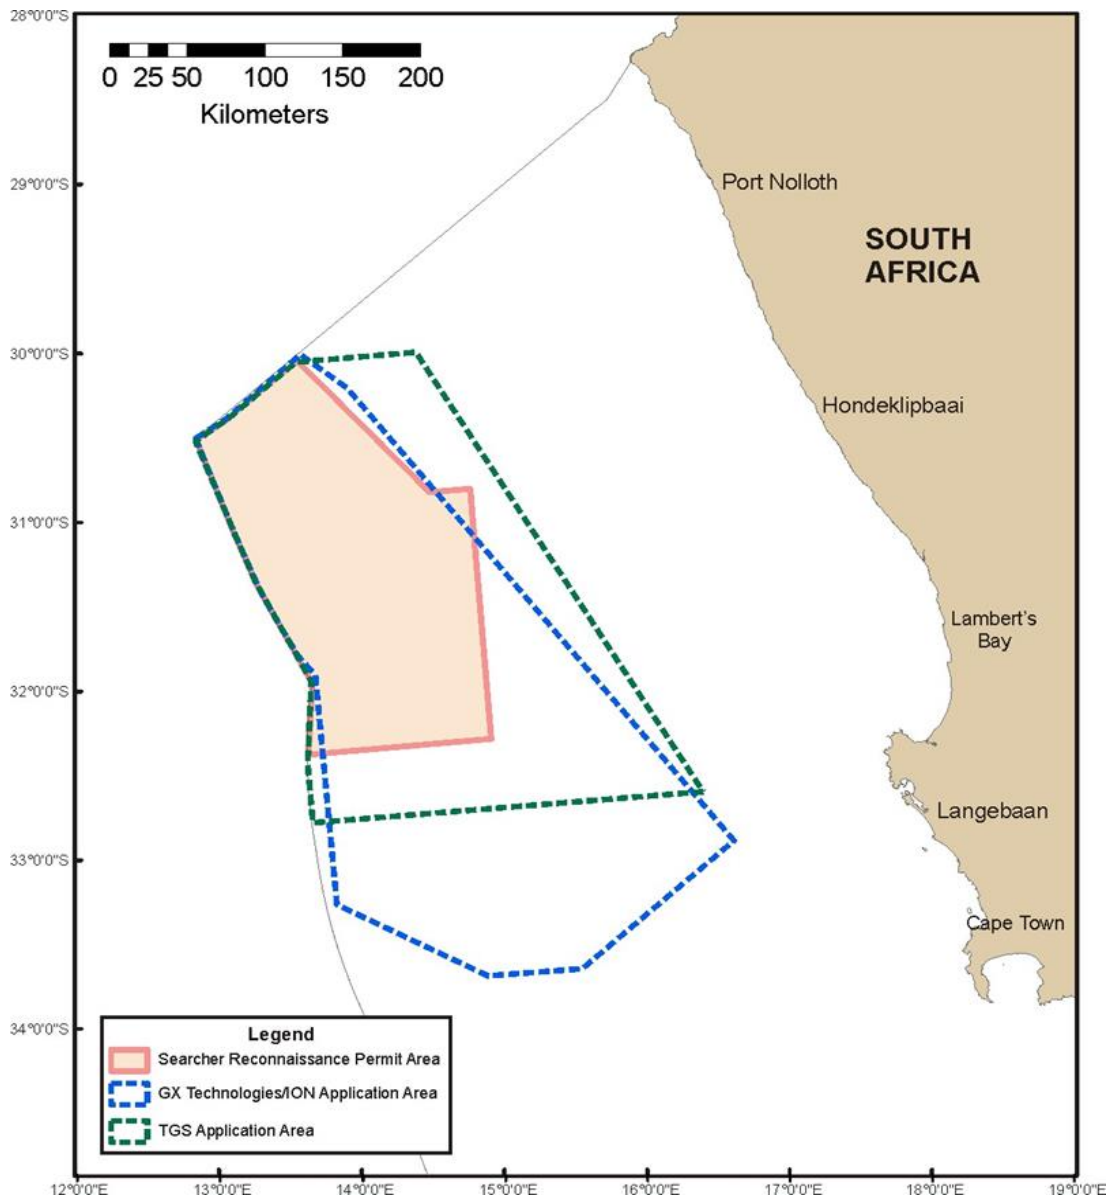 28°0'0"S
0 25 50 100 150 200
Kilometers
29°0'0"S
Port Nolloth
SOUTH
AFRICA
30°0'0"S
Hondeklipbaai
31°0'0"S
Lambert's
Bay
32°0'0"S
Langebaan
33°0'0"S
Cape Town
34°0'0"S
Legend
Searcher Reconnaissance Permit Area
GX Technologies/ION Application Area
TGS Application Area
12°0'0"E 13°0'0"E 14°0'0"E 15°0'0"E 16°0'0"E 17°0'0"E 18°0'0"E 19°0'0"E